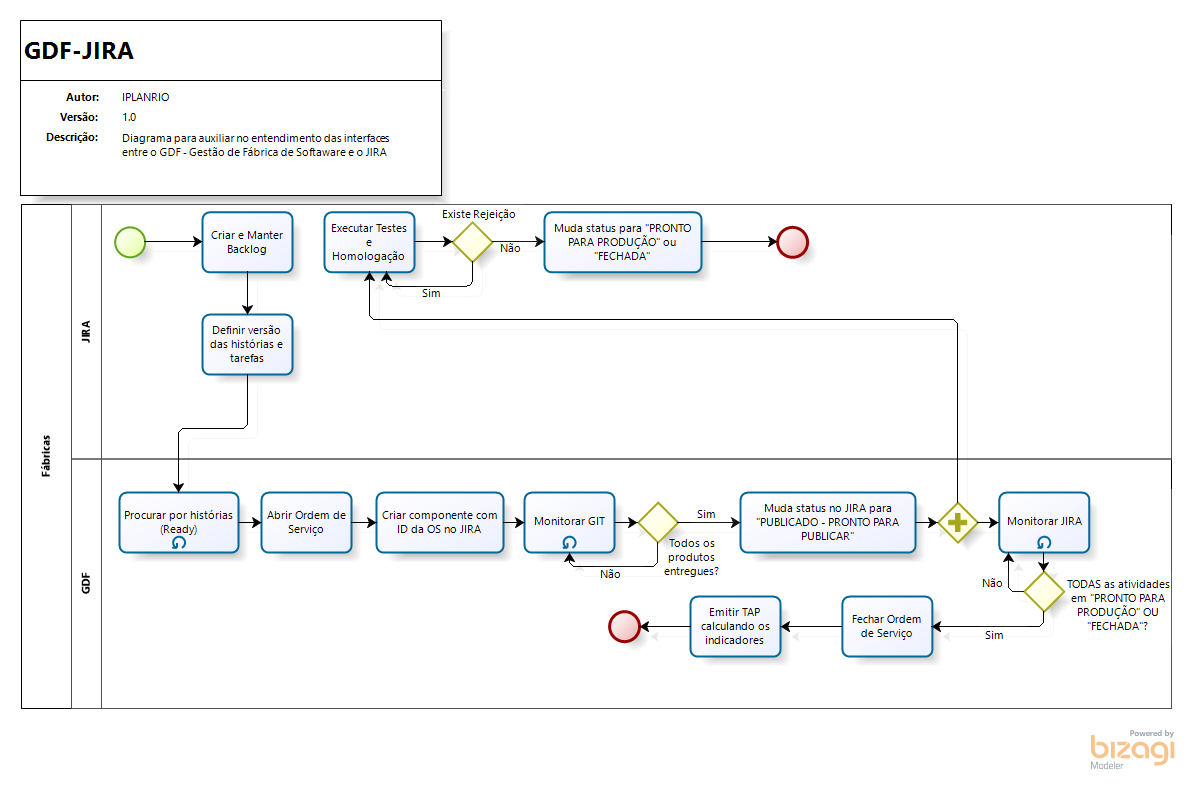 GDF-JIRA
Autor: IPLANRIO
Versão: 1.0
Descrição: Diagrama para auxiliar no entendimento das interfaces
entre o GDF - Gestão de Fábrica de Softaware e o JIRA
Fábricas
JIRA
Criar e Manter
Backlog
Definir versão
das histórias e
tarefas
Executar Testes
e
Homologação
Existe Rejeição
Não
Sim
Muda status para "PRONTO
PARA PRODUÇÃO" ou
"FECHADA"
GDF
Procurar por histórias
(Ready)
Abrir Ordem de
Serviço
Criar componente com
ID da OS no JIRA
Monitorar GIT
Sim
Todos os
produtos
entregues?
Não
Muda status no JIRA para
"PUBLICADO - PRONTO PARA
PUBLICAR"
Monitorar JIRA
Não
TODAS as atividades
em "PRONTO PARA
PRODUÇÃO" OU
"FECHADA"?
Sim
Fechar Ordem
de Serviço
Emitir TAP
calculando os
indicadores
Powered by
bizagi
Modeler